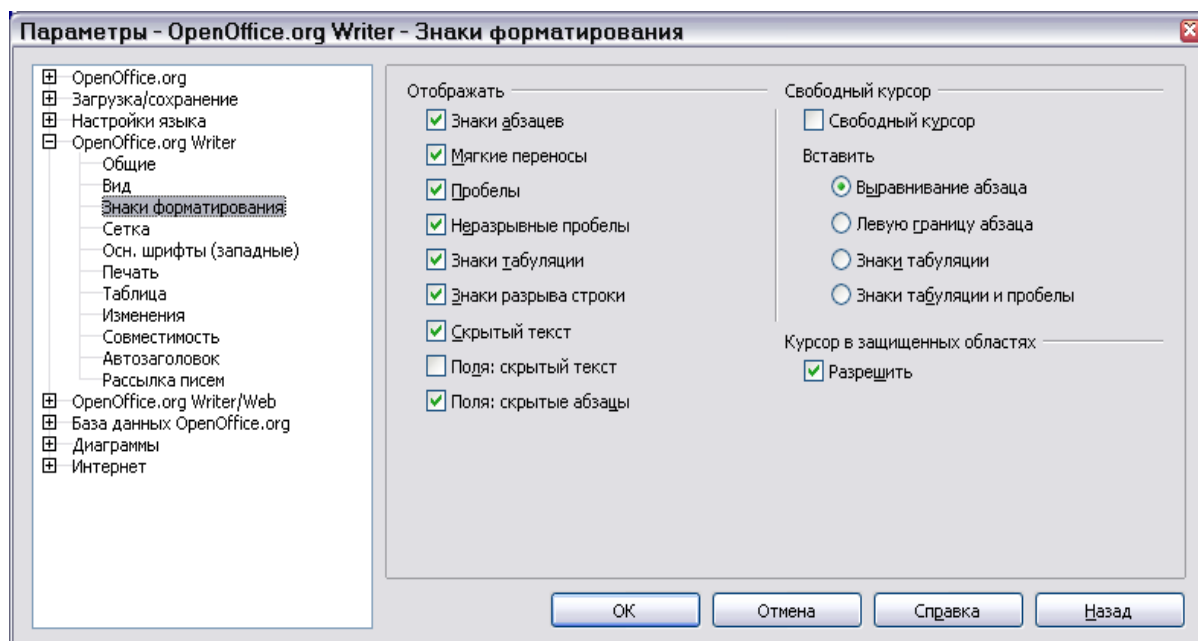 Параметры - OpenOffice.org Writer - Знаки форматирования
OpenOffice.org
Загрузка/сохранение
Настройки языка
OpenOffice.org Writer
Общие
Вид
Знаки форматирования
Сетка
Осн. шрифты (западные)
Печать
Таблица
Изменения
Совместимость
Автозаголовок
Рассылка писем
OpenOffice.org Writer/Web
База данных OpenOffice.org
Диаграммы
Интернет
Отображать
Знаки абзацев
Мягкие переносы
Пробелы
Неразрывные пробелы
Знаки табуляции
Знаки разрыва строки
Скрытый текст
Поля: скрытый текст
Поля: скрытые абзацы
Свободный курсор
Свободный курсор
Вставить
Выравнивание абзаца
Левую границу абзаца
Знаки табуляции
Знаки табуляции и пробелы
Курсор в защищенных областях
Разрешить
ОК
Отмена
Справка
Назад